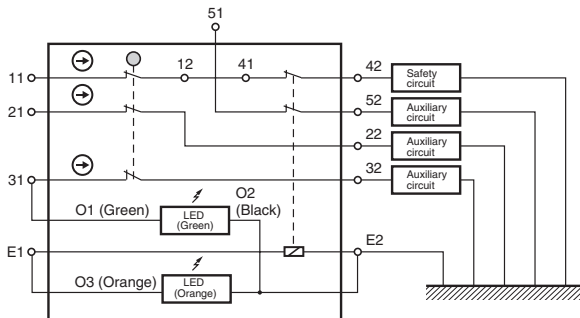 51
11
12
41
42
Safety
circuit
21
52
Auxiliary
circuit
22
Auxiliary
circuit
31
32
Auxiliary
circuit
O1 (Green)
LED
(Green)
O2
(Black)
E1
E2
O3 (Orange)
LED
(Orange)